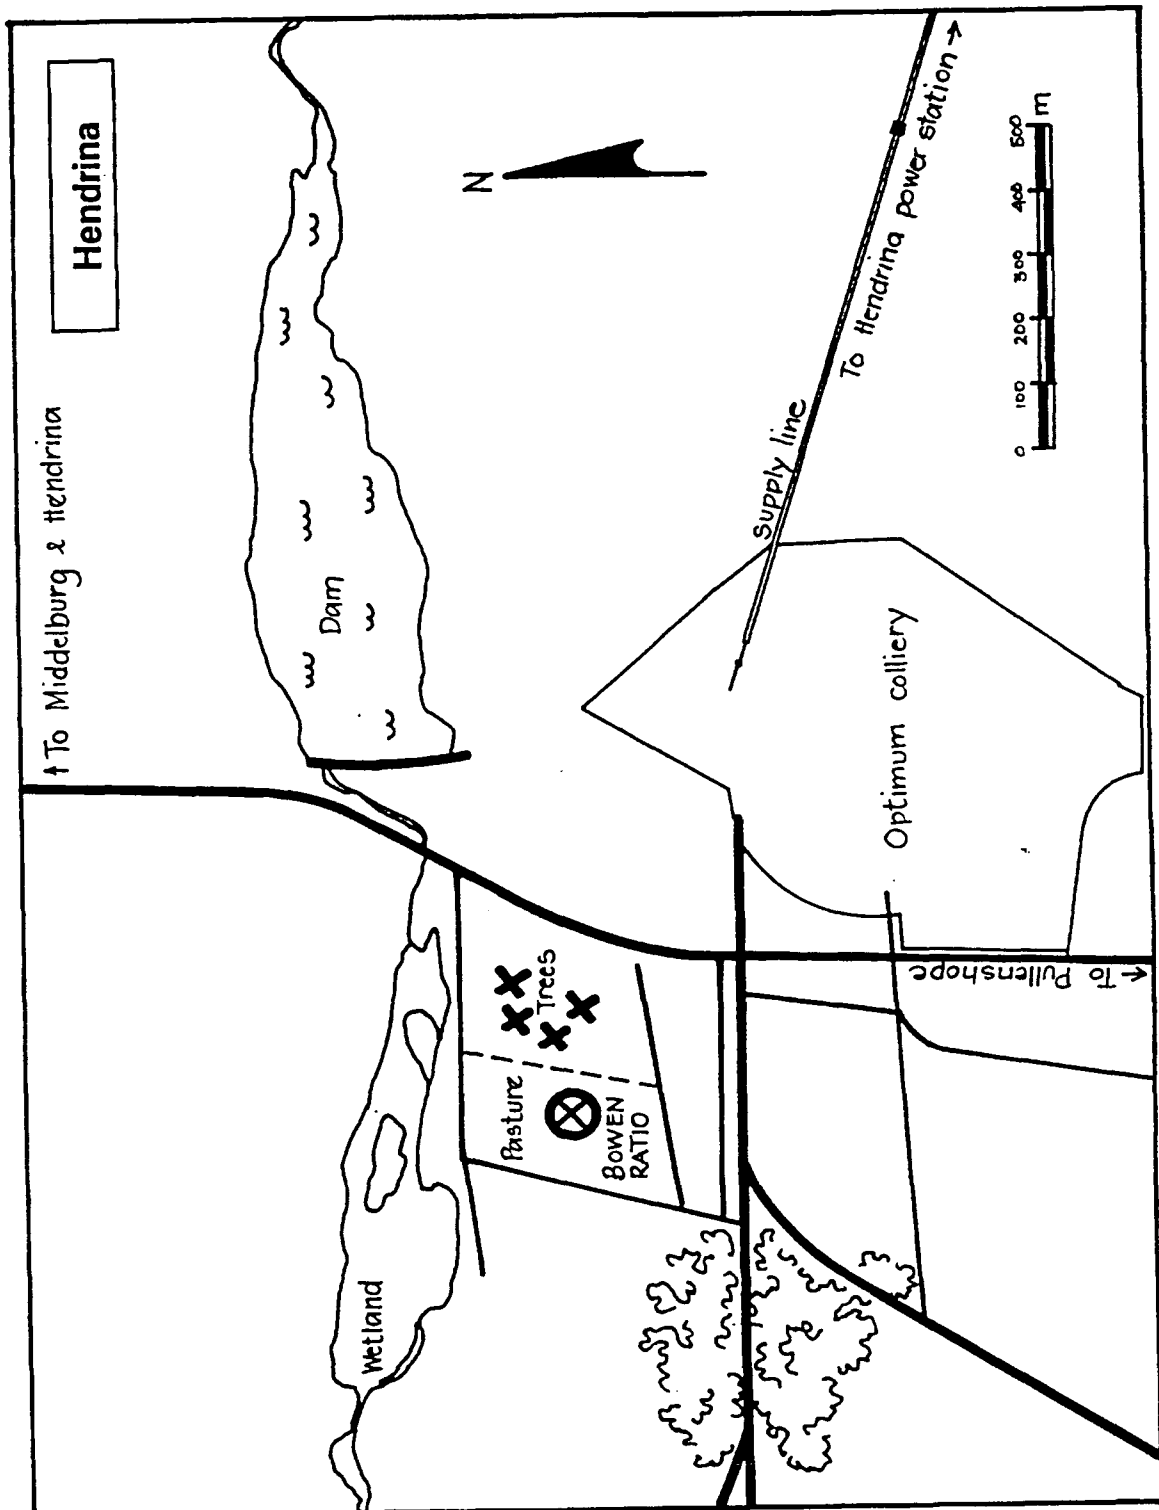 Hendrina
↑ To Middelburg & Hendrina
Wetland
Dam
N
Pasture
Trees
BOWEN
RATIO
supply line
To Hendrina power station →
Optimum colliery
← To Pullenshope
0 100 200 300 400 500 m